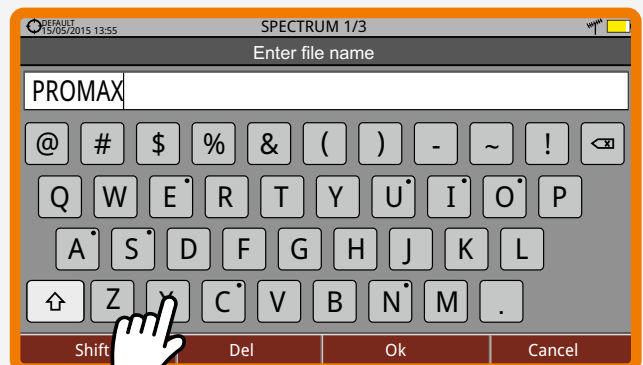 DEFAULT SPECTRUM 1/3
15/05/2015 13:55
Enter file name
PROMAX
@ # $ % & ( ) - ~ !
Q W E R T Y U I O P
A S D F G H J K L
Z X C V B N M .
Shift Del Ok Cancel